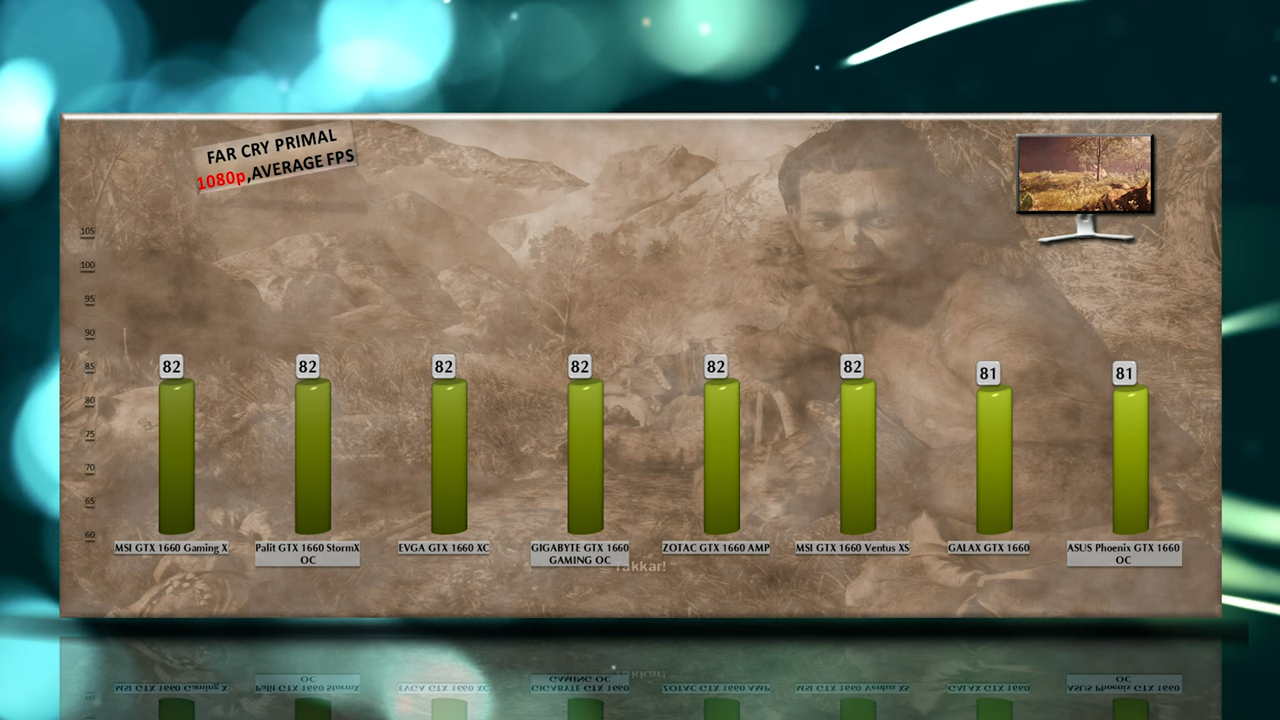 FAR CRY PRIMAL
1080p,AVERAGE FPS
105
100
95
90
85
80
75
70
65
60
82
82
82
82
82
82
81
81
MSI GTX 1660 Gaming X
Palit GTX 1660 StormX
OC
EVGA GTX 1660 XC
GIGABYTE GTX 1660
GAMING OC
ZOTAC GTX 1660 AMP
MSI GTX 1660 Ventus XS
GALAX GTX 1660
ASUS Phoenix GTX 1660
OC
Takkar!